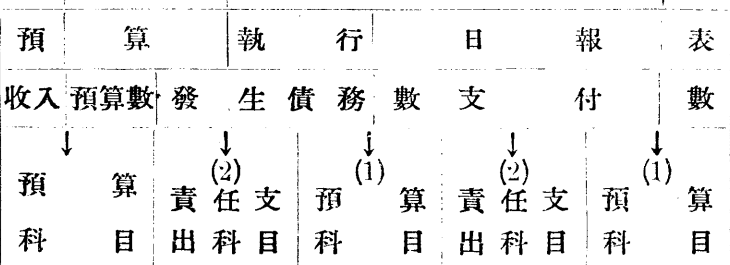 預算執行日報表
收入預算數 發生債務數 支付數
↓ ↓ ↓ ↓ ↓
(2) (1) (2) (1)
預算 責任支 預算 責任支 預算
科目 出科目 科目 出科目 科目